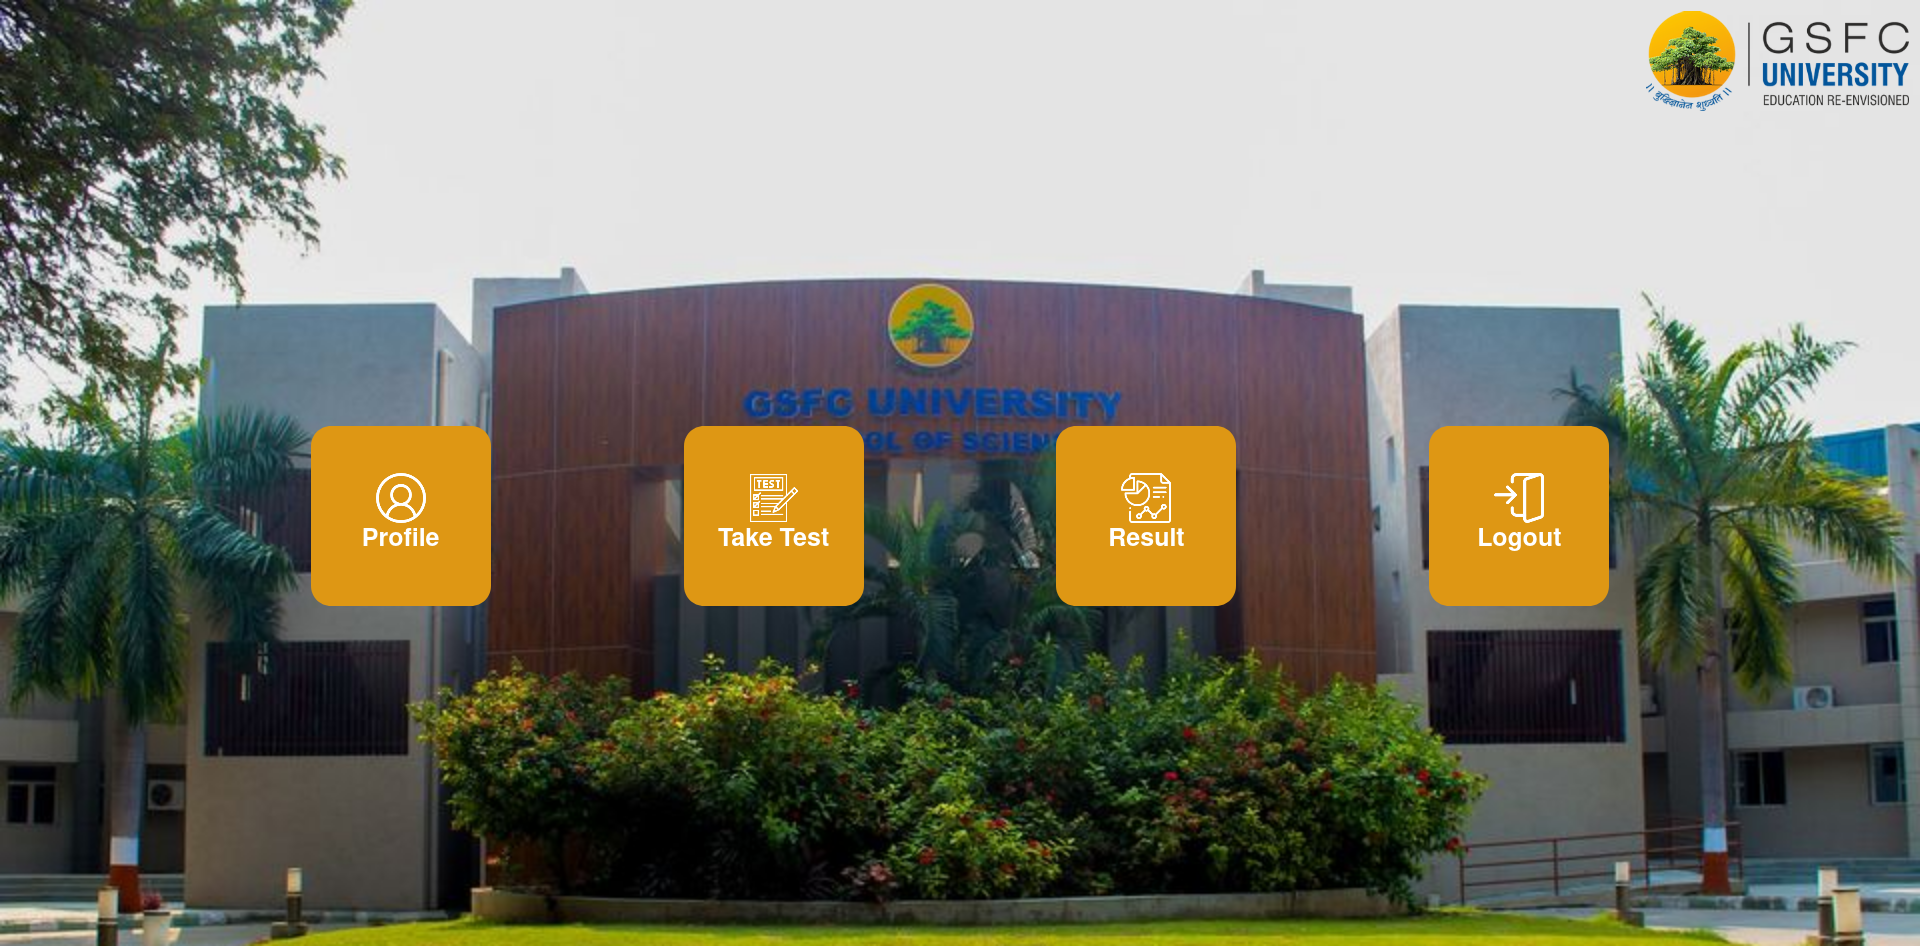 GSFC
UNIVERSITY
EDUCATION RE-ENVISIONED
GSFC UNIVERSITY
Profile
TEST
Take Test
Result
Logout